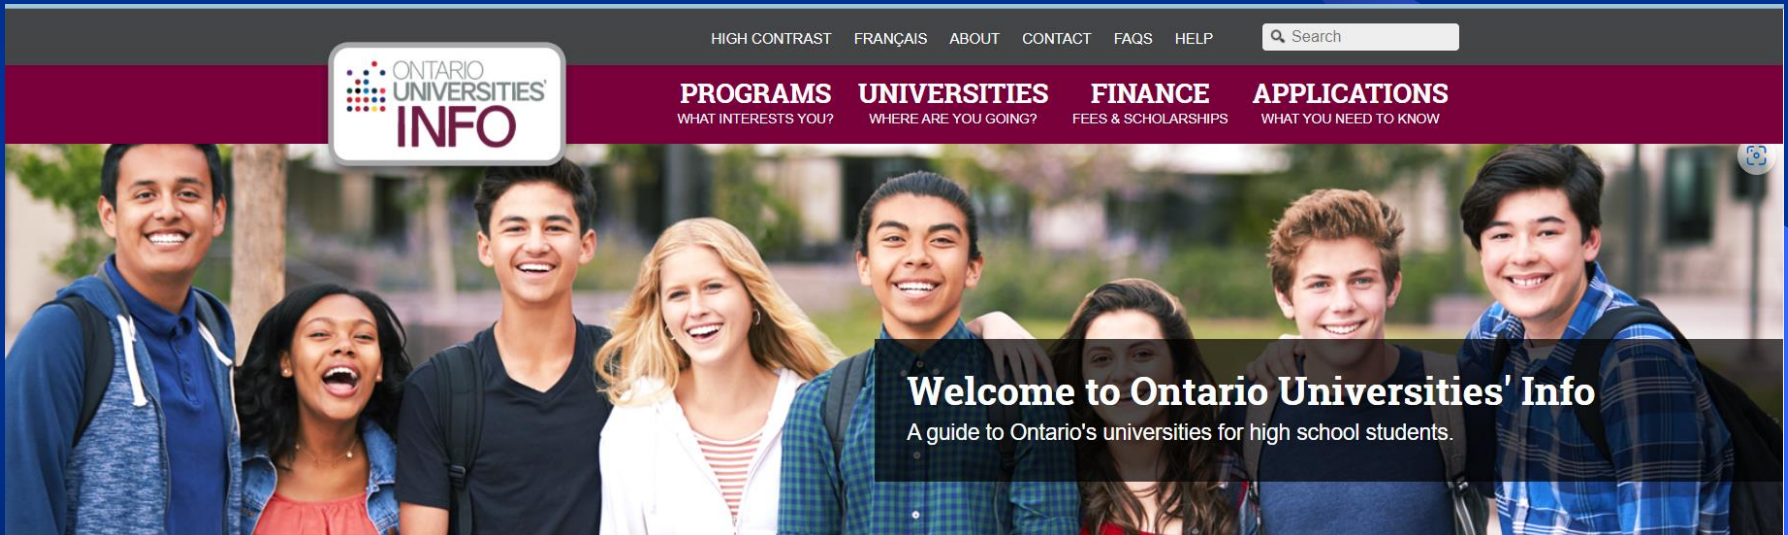 HIGH CONTRAST FRANÇAIS ABOUT CONTACT FAQS HELP Search
ONTARIO
UNIVERSITIES'
INFO
PROGRAMS UNIVERSITIES FINANCE APPLICATIONS
WHAT INTERESTS YOU? WHERE ARE YOU GOING? FEES & SCHOLARSHIPS WHAT YOU NEED TO KNOW
Welcome to Ontario Universities' Info
A guide to Ontario's universities for high school students.